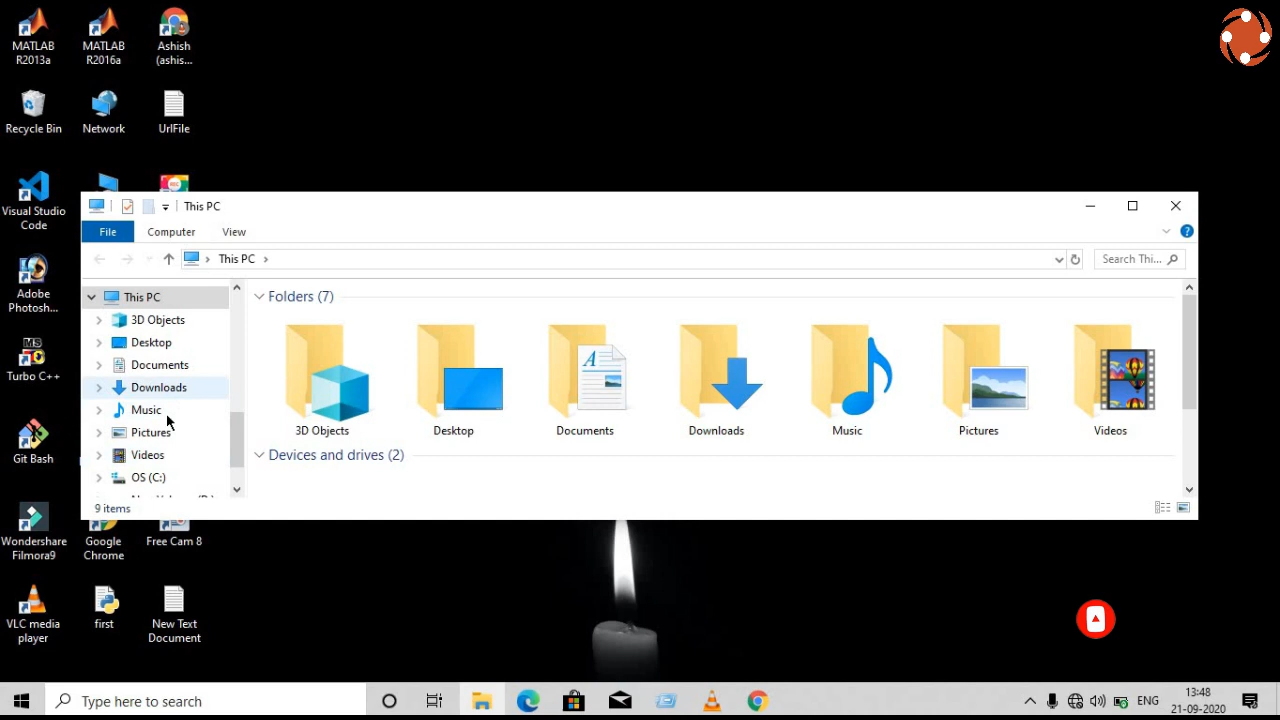 MATLAB
R2013a
MATLAB
R2016a
Ashish
(ashis...
Recycle Bin
Network
UrlFile
Visual Studio
Code
Adobe
Photosh...
MS
Turbo C++
Git Bash
Wondershare
Filmora9
Google
Chrome
Free Cam 8
VLC media
player
first
New Text
Document
This PC
File
Computer
View
This PC
Search Thi...
This PC
3D Objects
Desktop
Documents
Downloads
Music
Pictures
Videos
OS (C:)
Folders (7)
3D Objects
Desktop
Documents
Downloads
Music
Pictures
Videos
Devices and drives (2)
9 items
Type here to search
ENG
13:48
21-09-2020